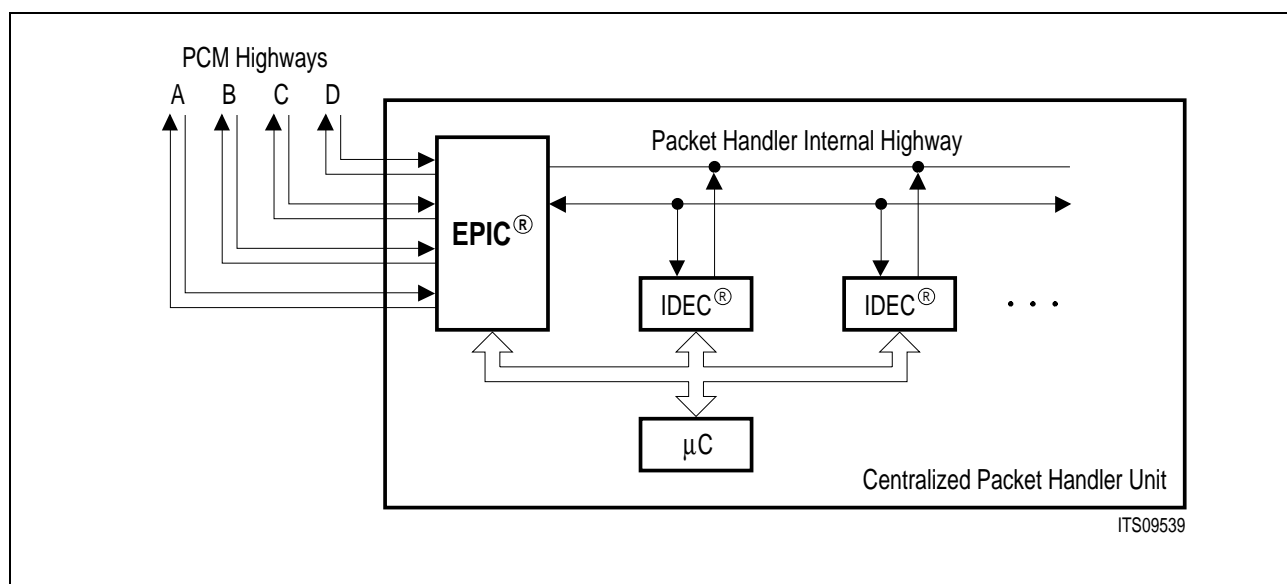 PCM Highways
A B C D
Packet Handler Internal Highway
EPIC®
IDEC® IDEC® . . .
μC
Centralized Packet Handler Unit
ITS09539